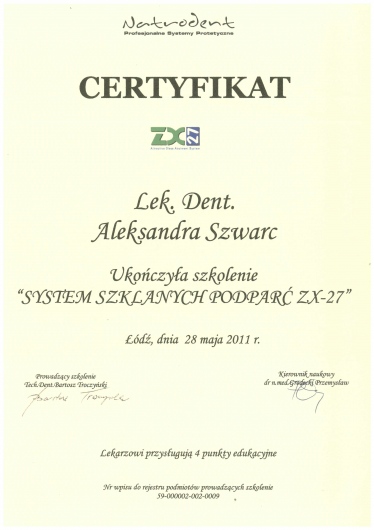 Natrodent
Profesjonalne Systemy Protetyczne
CERTYFIKAT
ZX27
Lek. Dent.
Aleksandra Szwarc
Ukończyła szkolenie
“SYSTEM SZKLANYCH PODPARĆ ZX-27”
Łódź, dnia 28 maja 2011 r.
Prowadzący szkolenie
Tech.Dent.Bartosz Troczyński
Kierownik naukowy
dr n.med.Grądecki Przemysław
Lekarzowi przysługują 4 punkty edukacyjne
Nr wpisu do rejestru podmiotów prowadzących szkolenie
59-000002-002-0009